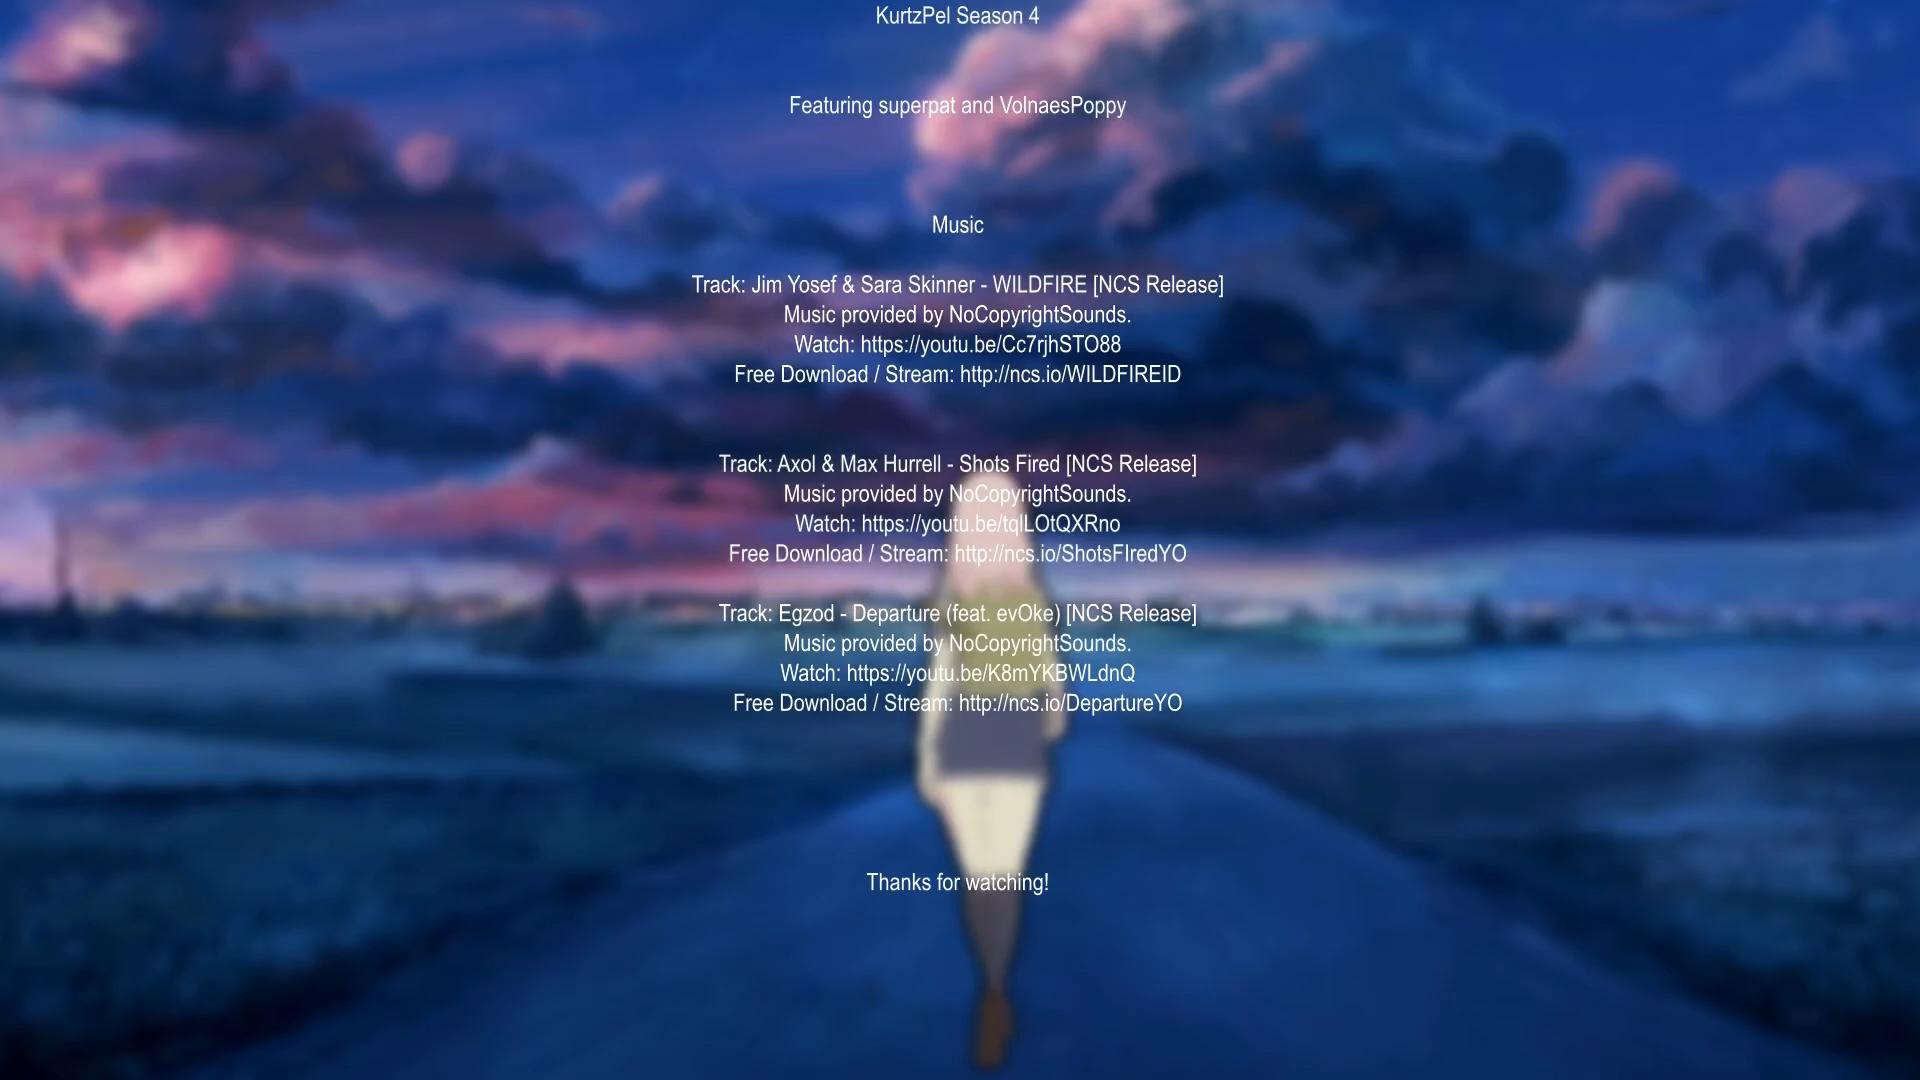 KurtzPel Season 4
Featuring superpat and VolnaesPoppy
Music
Track: Jim Yosef & Sara Skinner - WILDFIRE [NCS Release]
Music provided by NoCopyrightSounds.
Watch: https://youtu.be/Cc7rjhSTO88
Free Download / Stream: http://ncs.io/WILDFIREID
Track: Axol & Max Hurrell - Shots Fired [NCS Release]
Music provided by NoCopyrightSounds.
Watch: https://youtu.be/tqlLOtQXRno
Free Download / Stream: http://ncs.io/ShotsFIredYO
Track: Egzod - Departure (feat. evOke) [NCS Release]
Music provided by NoCopyrightSounds.
Watch: https://youtu.be/K8mYKBWLdnQ
Free Download / Stream: http://ncs.io/DepartureYO
Thanks for watching!